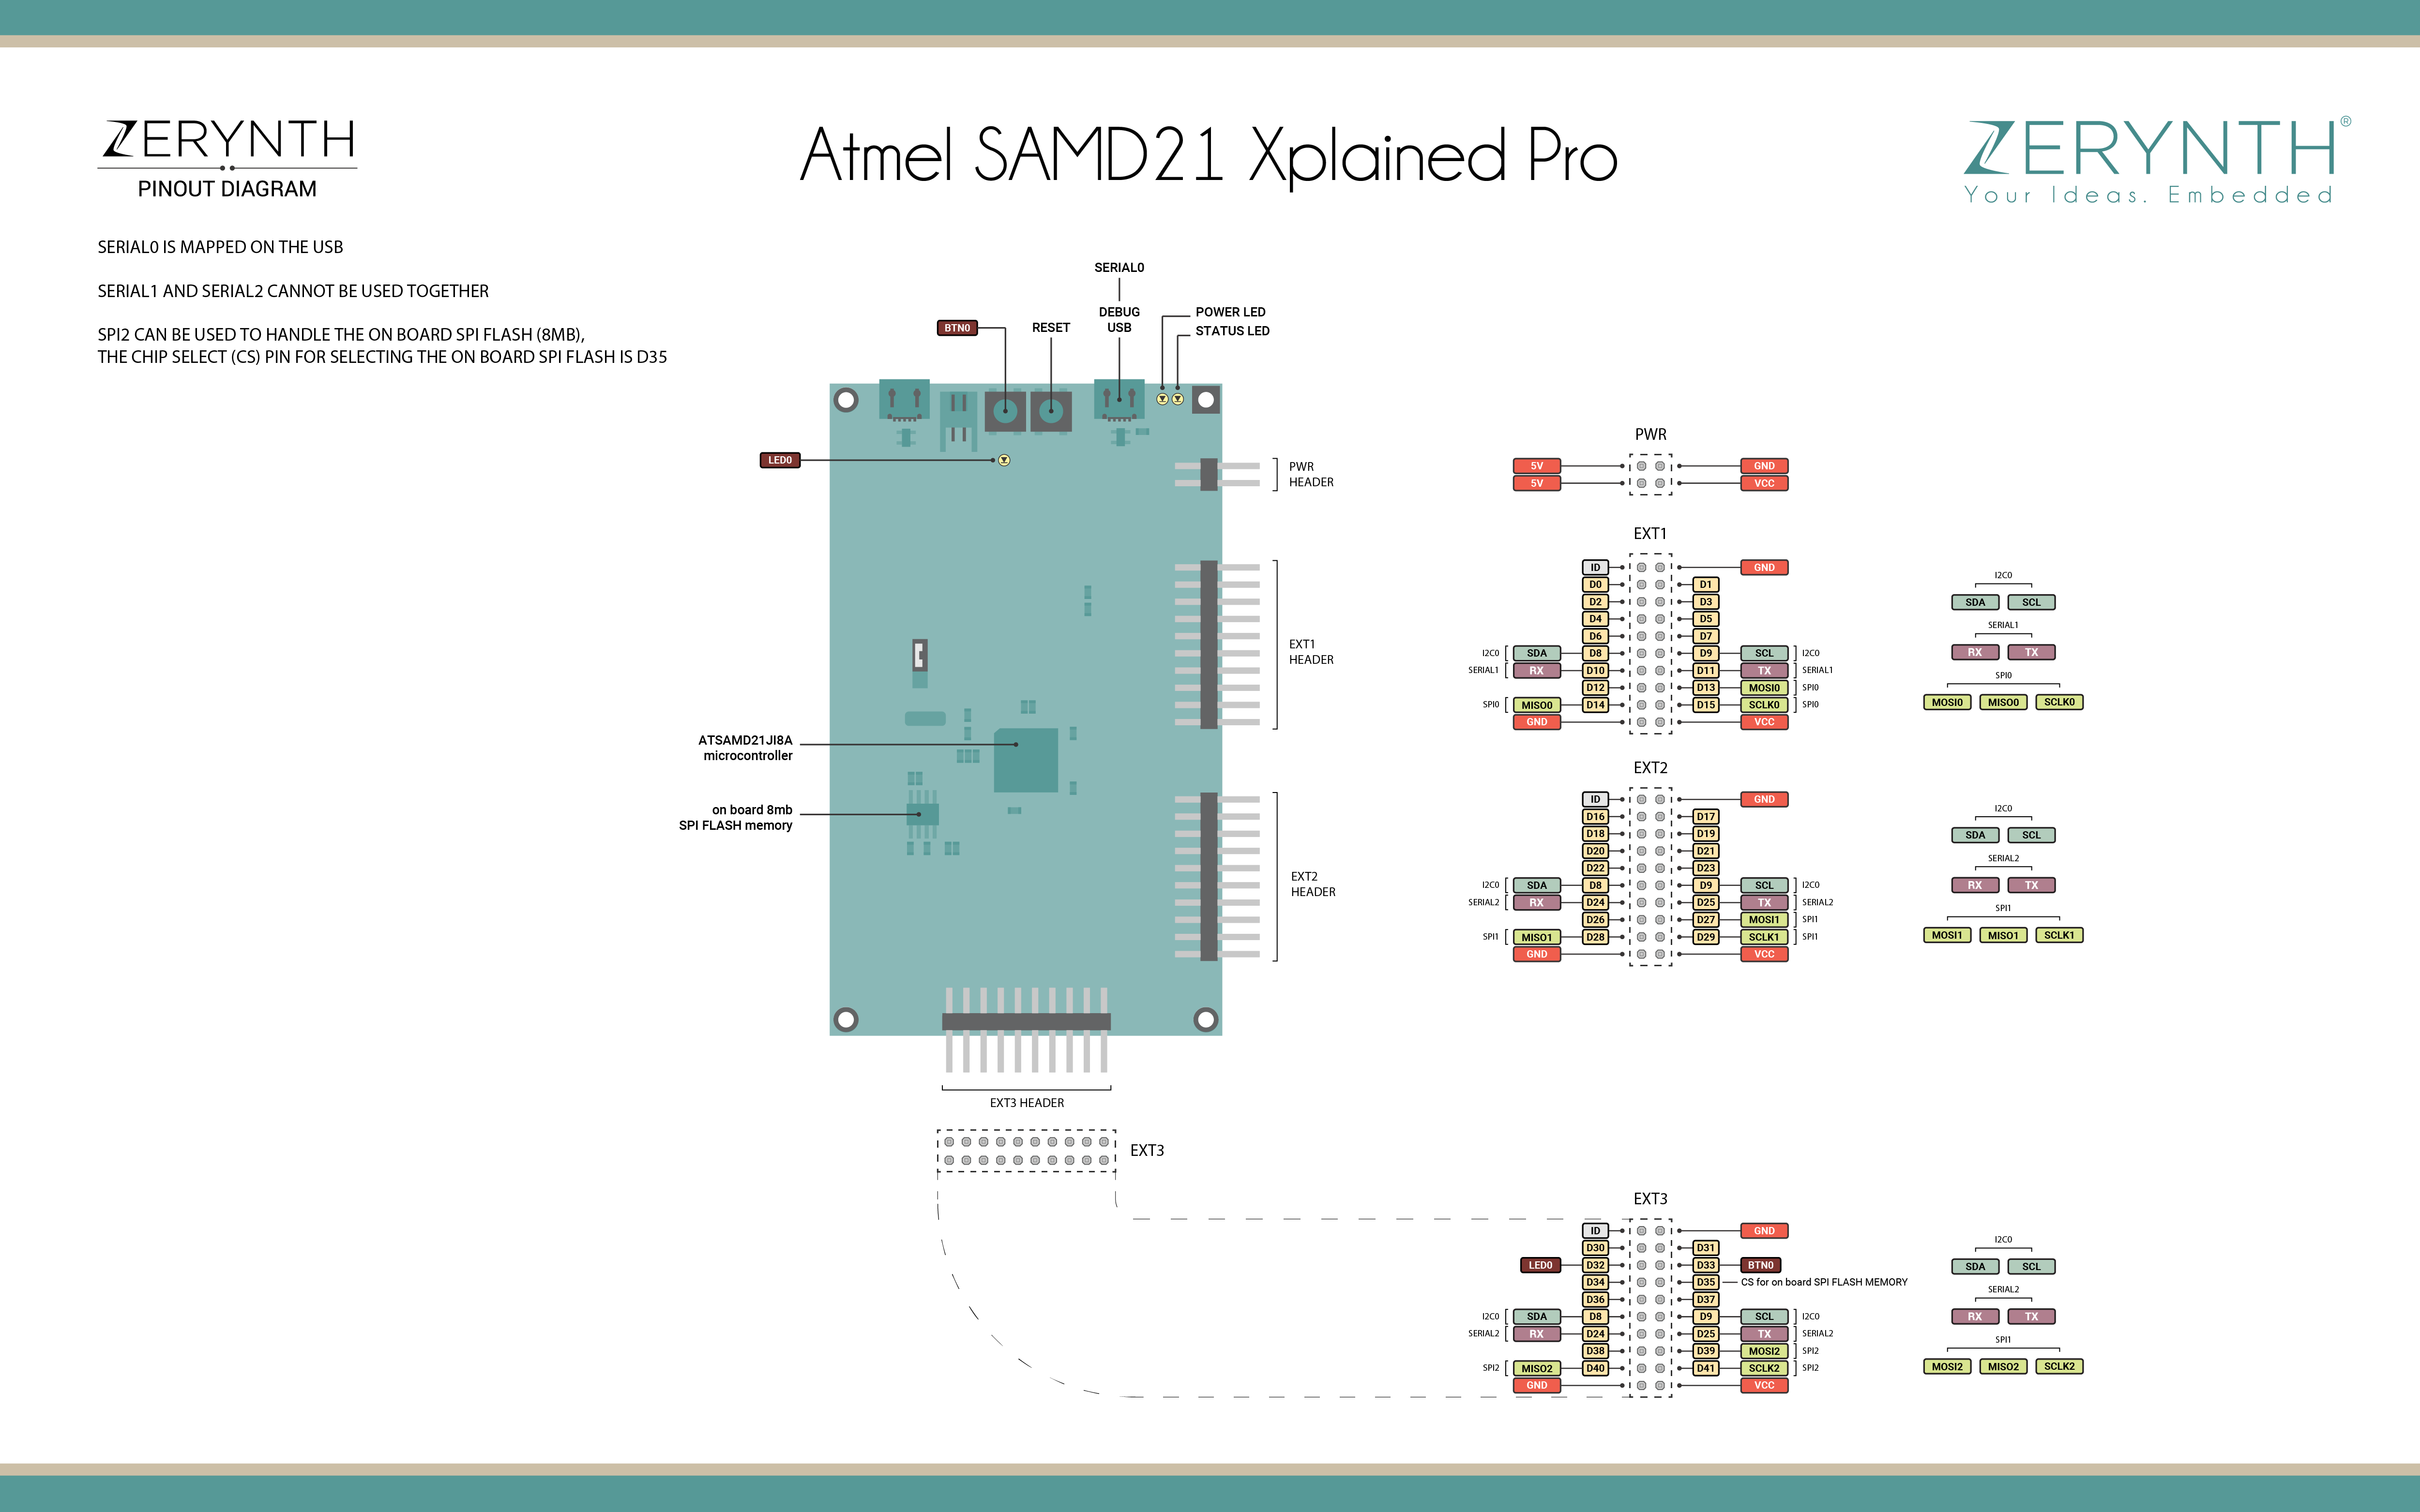 ZERYNTH
PINOUT DIAGRAM
Atmel SAMD21 Xplained Pro
ZERYNTH®
Your Ideas. Embedded
SERIAL0 IS MAPPED ON THE USB
SERIAL1 AND SERIAL2 CANNOT BE USED TOGETHER
SPI2 CAN BE USED TO HANDLE THE ON BOARD SPI FLASH (8MB),
THE CHIP SELECT (CS) PIN FOR SELECTING THE ON BOARD SPI FLASH IS D35
SERIAL0
DEBUG
USB
POWER LED
STATUS LED
BTN0
RESET
LED0
PWR
HEADER
EXT1
HEADER
ATSAMD21JI8A
microcontroller
on board 8mb
SPI FLASH memory
EXT2
HEADER
EXT3 HEADER
EXT3
PWR
5V GND
5V VCC
EXT1
ID GND
D0 D1
D2 D3
D4 D5
D6 D7
I2C0 SDA D8 D9 SCL I2C0
SERIAL1 RX D10 D11 TX SERIAL1
D12 D13 MOSI0 SPI0
SPI0 MISO0 D14 D15 SCLK0 SPI0
GND VCC
I2C0
SDA SCL
SERIAL1
RX TX
SPI0
MOSI0 MISO0 SCLK0
EXT2
ID GND
D16 D17
D18 D19
D20 D21
D22 D23
I2C0 SDA D8 D9 SCL I2C0
SERIAL2 RX D24 D25 TX SERIAL2
D26 D27 MOSI1 SPI1
SPI1 MISO1 D28 D29 SCLK1 SPI1
GND VCC
I2C0
SDA SCL
SERIAL2
RX TX
SPI1
MOSI1 MISO1 SCLK1
EXT3
ID GND
D30 D31
LED0 D32 D33 BTN0
D34 D35 CS for on board SPI FLASH MEMORY
D36 D37
I2C0 SDA D8 D9 SCL I2C0
SERIAL2 RX D24 D25 TX SERIAL2
D38 D39 MOSI2 SPI2
SPI2 MISO2 D40 D41 SCLK2 SPI2
GND VCC
I2C0
SDA SCL
SERIAL2
RX TX
SPI1
MOSI2 MISO2 SCLK2